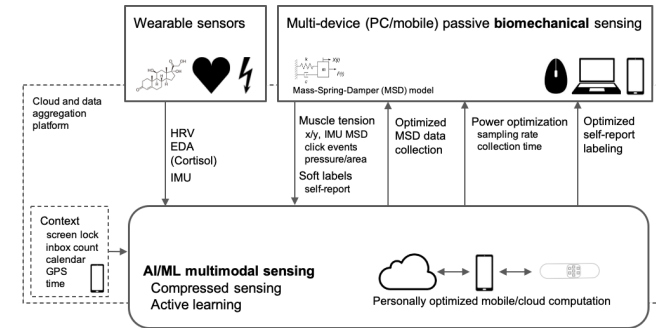 Wearable sensors
Multi-device (PC/mobile) passive biomechanical sensing
Mass-Spring-Damper (MSD) model
Cloud and data
aggregation
platform
HRV
EDA
(Cortisol)
IMU
Muscle tension
x/y, IMU MSD
click events
pressure/area
Soft labels
self-report
Optimized
MSD data
collection
Power optimization
sampling rate
collection time
Optimized
self-report
labeling
Context
screen lock
inbox count
calendar
GPS
time
AI/ML multimodal sensing
Compressed sensing
Active learning
Personally optimized mobile/cloud computation